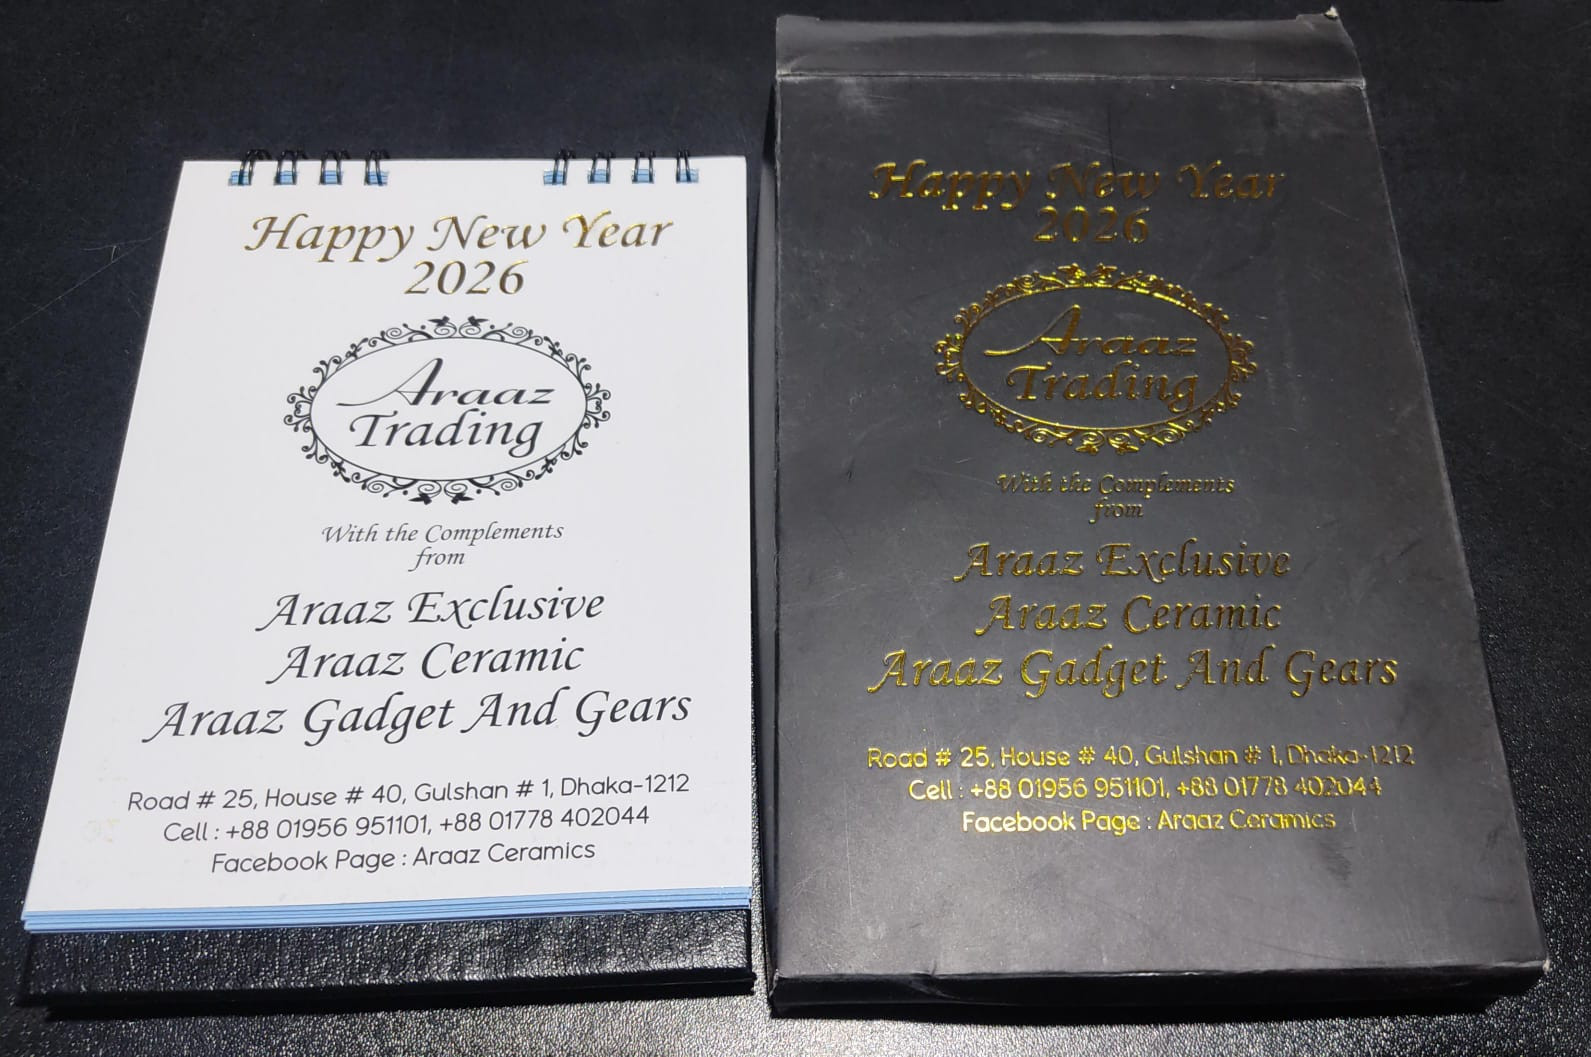 Happy New Year
2026
Araaz
Trading
With the Complements
from
Araaz Exclusive
Araaz Ceramic
Araaz Gadget And Gears
Road # 25, House # 40, Gulshan # 1, Dhaka-1212
Cell : +88 01956 951101, +88 01778 402044
Facebook Page : Araaz Ceramics
Happy New Year
2026
Araaz
Trading
With the Complements
from
Araaz Exclusive
Araaz Ceramic
Araaz Gadget And Gears
Road # 25, House # 40, Gulshan # 1, Dhaka-1212
Cell : +88 01956 951101, +88 01778 402044
Facebook Page : Araaz Ceramics